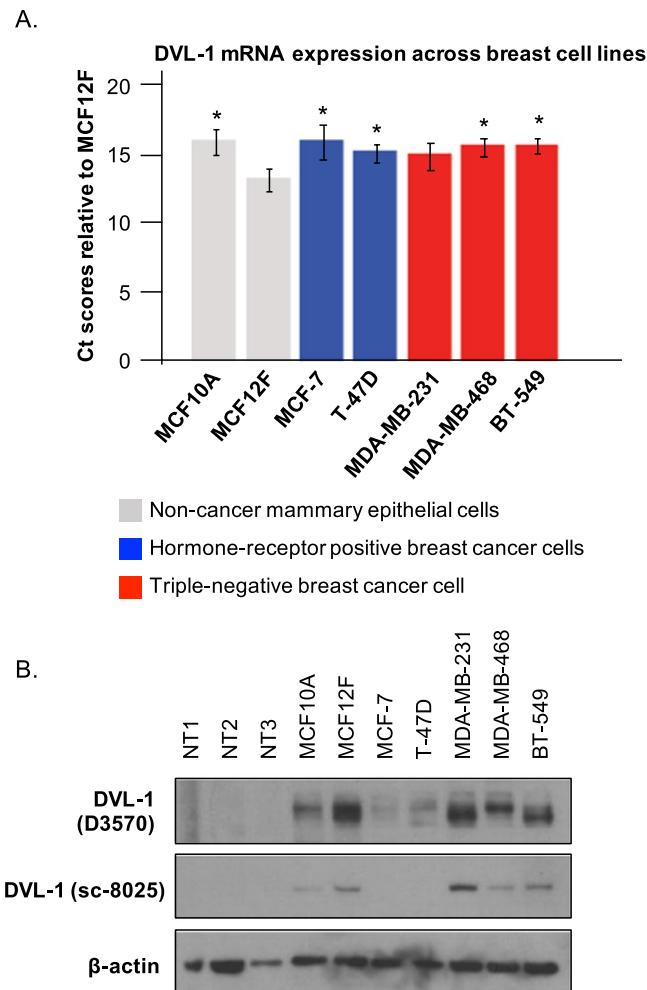 A.
DVL-1 mRNA expression across breast cell lines
Ct scores relative to MCF12F
20
15
10
5
0
* * * * *
MCF10A
MCF12F
MCF-7
T-47D
MDA-MB-231
MDA-MB-468
BT-549
Non-cancer mammary epithelial cells
Hormone-receptor positive breast cancer cells
Triple-negative breast cancer cell
B.
NT1
NT2
NT3
MCF10A
MCF12F
MCF-7
T-47D
MDA-MB-231
MDA-MB-468
BT-549
DVL-1
(D3570)
DVL-1 (sc-8025)
β-actin